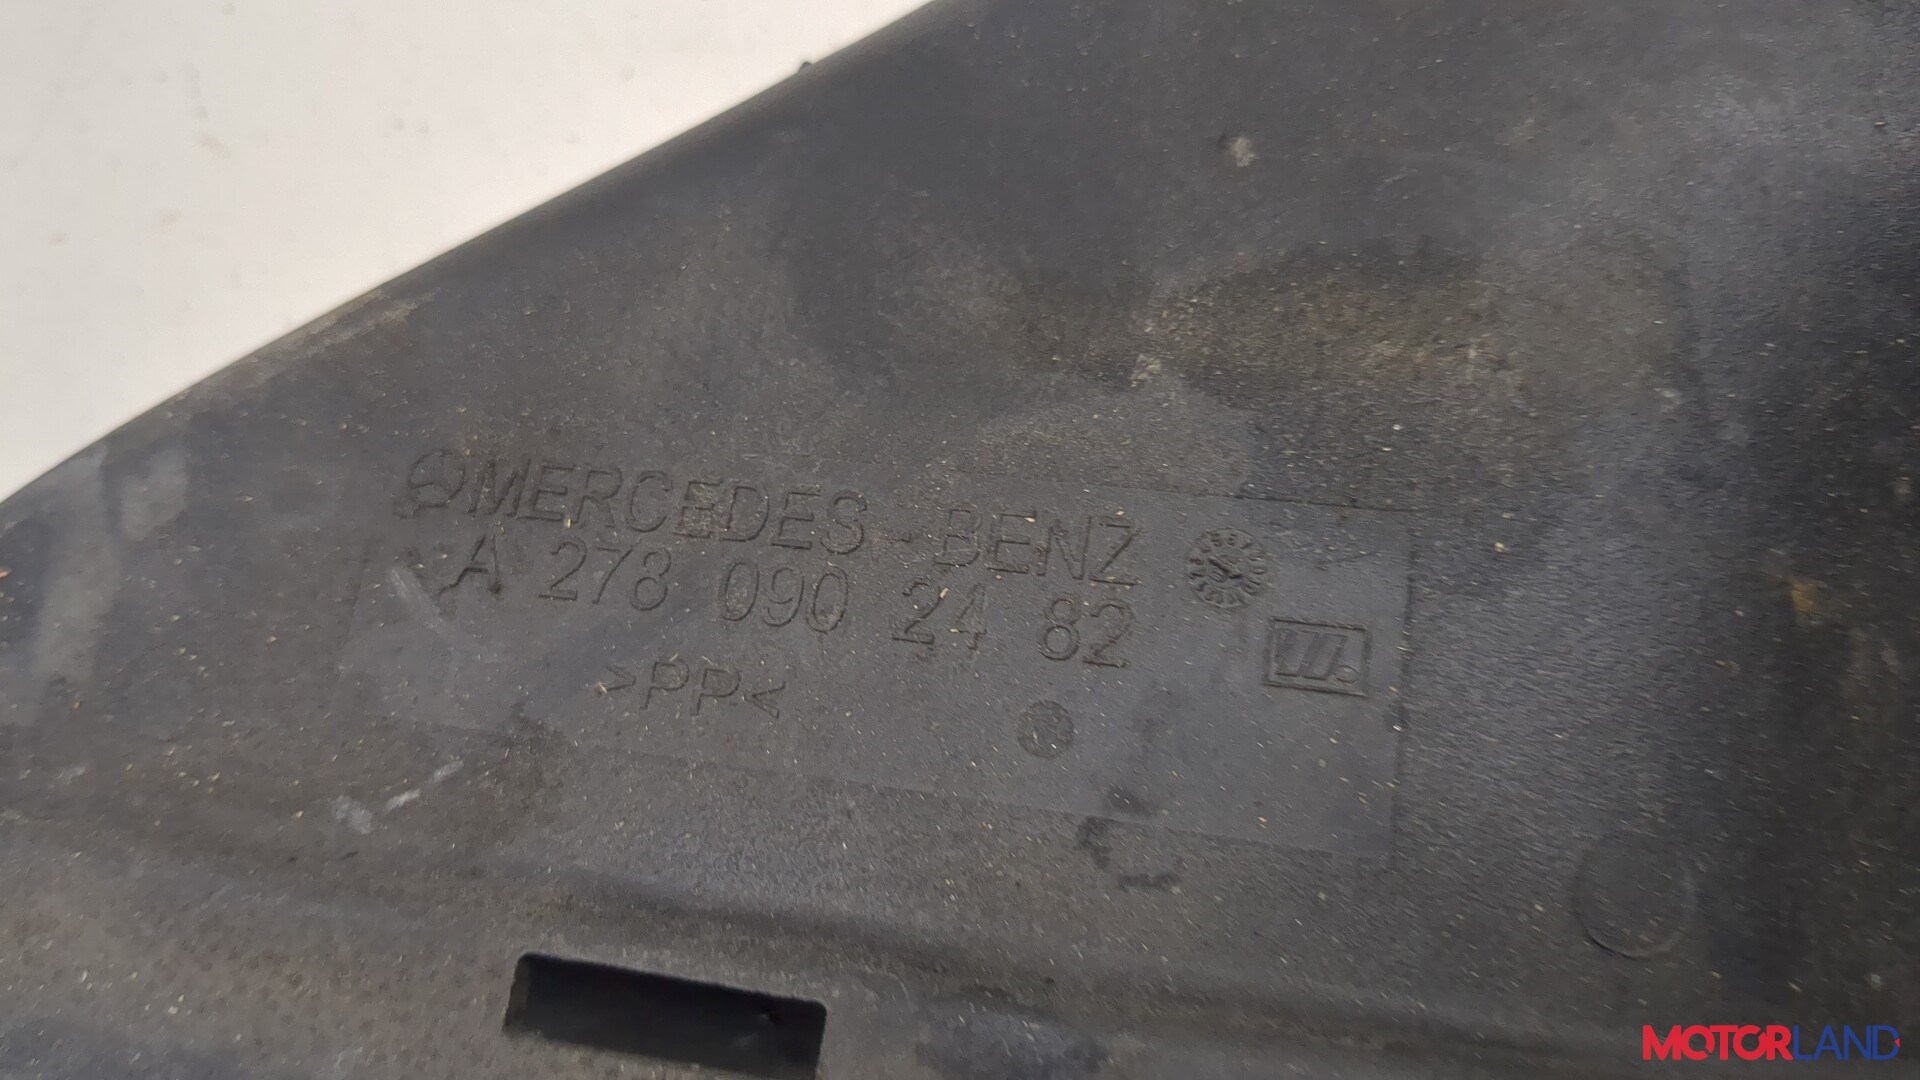 MERCEDES-BENZ
A 278 090 24 82
>PP<
MOTORLAND